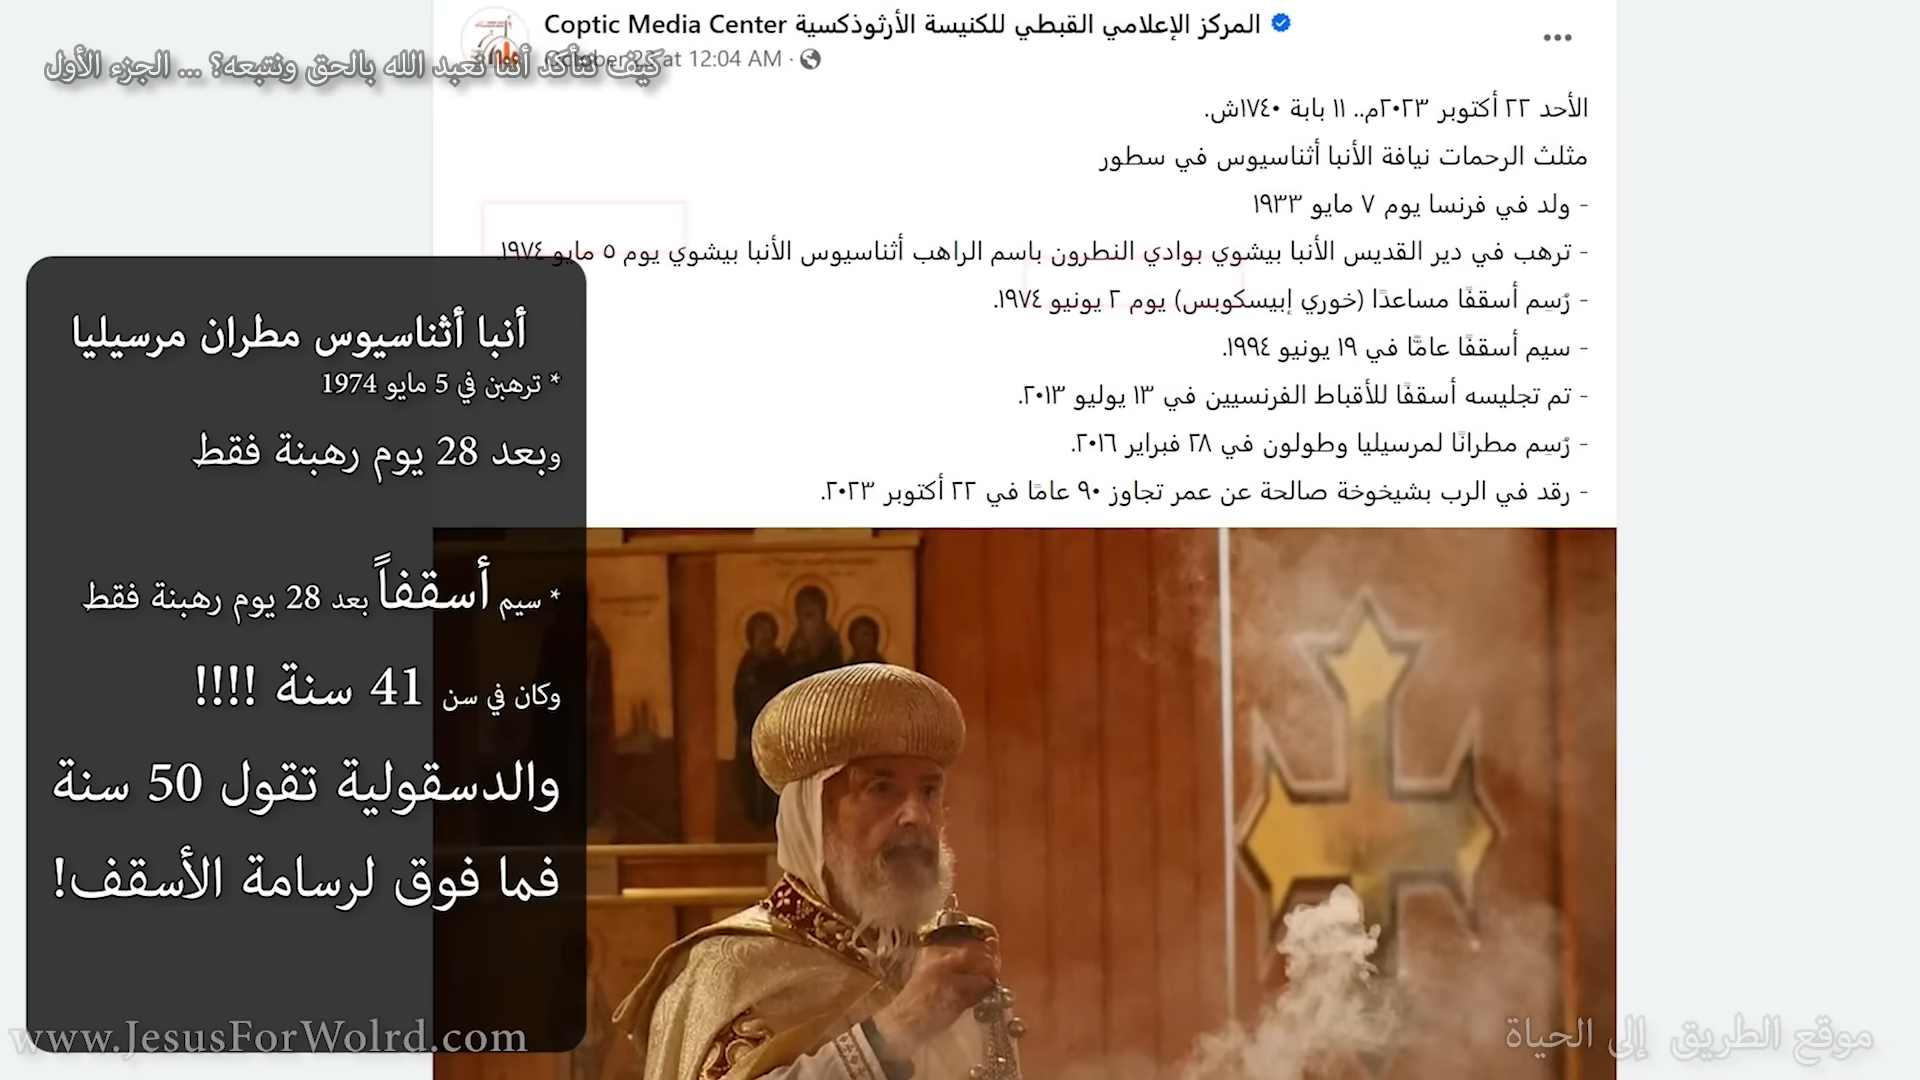 Coptic Media Center المركز الإعلامي القبطي للكنيسة الأرثوذكسية
October 23 at 12:04 AM ·
كيف نتأكد أننا نعبد الله بالحق ونتبعه؟ ... الجزء الأول
الأحد ٢٢ أكتوبر ٢٠٢٣م.. ١١ بابة ١٧٤٠ش.
مثلث الرحمات نيافة الأنبا أثناسيوس في سطور
- ولد في فرنسا يوم ٧ مايو ١٩٣٣
- ترهب في دير القديس الأنبا بيشوي بوادي النطرون باسم الراهب أثناسيوس الأنبا بيشوي يوم ٥ مايو ١٩٧٤.
- رُسِم أسقفًا مساعدًا (خوري إبيسكوبس) يوم ٢ يونيو ١٩٧٤.
- سيم أسقفًا عامًّا في ١٩ يونيو ١٩٩٤.
- تم تجليسه أسقفًا للأقباط الفرنسيين في ١٣ يوليو ٢٠١٣.
- رُسِم مطرانًا لمرسيليا وطولون في ٢٨ فبراير ٢٠١٦.
- رقد في الرب بشيخوخة صالحة عن عمر تجاوز ٩٠ عامًا في ٢٢ أكتوبر ٢٠٢٣.
أنبا أثناسيوس مطران مرسيليا
* ترهبن في 5 مايو 1974
وبعد 28 يوم رهبنة فقط
* سيم أسقفاً بعد 28 يوم رهبنة فقط
وكان في سن 41 سنة !!!!
والدسقولية تقول 50 سنة
فما فوق لرسامة الأسقف!
www.JesusForWolrd.com
موقع الطريق إلى الحياة